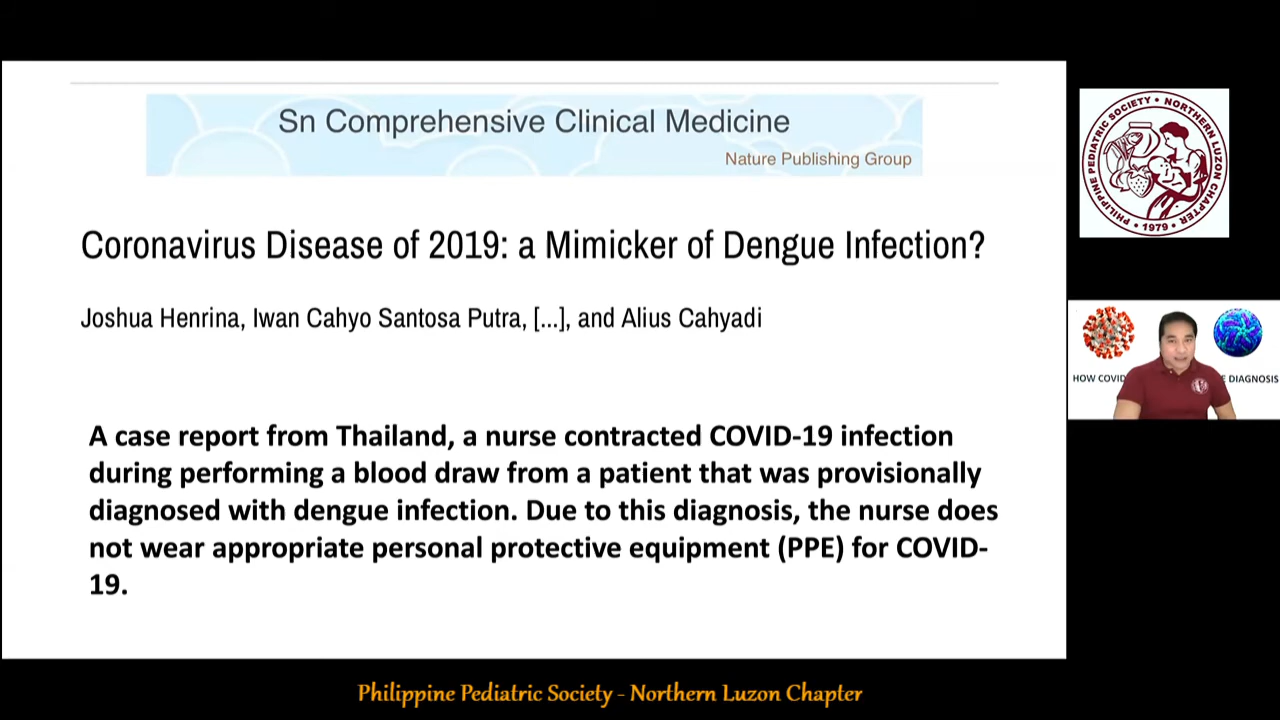 Sn Comprehensive Clinical Medicine
Nature Publishing Group
Coronavirus Disease of 2019: a Mimicker of Dengue Infection?
Joshua Henrina, Iwan Cahyo Santosa Putra, [...], and Alius Cahyadi
A case report from Thailand, a nurse contracted COVID-19 infection
during performing a blood draw from a patient that was provisionally
diagnosed with dengue infection. Due to this diagnosis, the nurse does
not wear appropriate personal protective equipment (PPE) for COVID-
19.
PHILIPPINE PEDIATRIC SOCIETY • NORTHERN LUZON CHAPTER
• 1979 •
HOW COVID
DIAGNOSIS
Philippine Pediatric Society - Northern Luzon Chapter